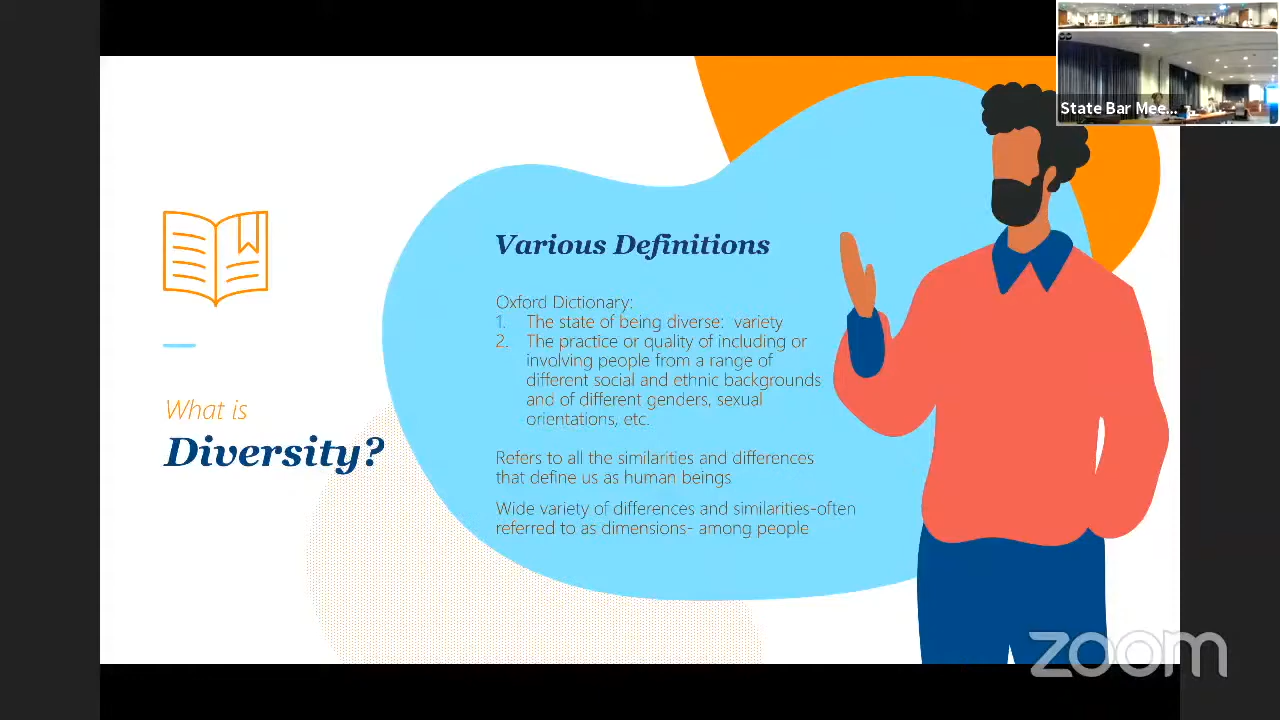 State Bar Mee...
What is
Diversity?
Various Definitions
Oxford Dictionary:
1. The state of being diverse:  variety
2. The practice or quality of including or
involving people from a range of
different social and ethnic backgrounds
and of different genders, sexual
orientations, etc.
Refers to all the similarities and differences
that define us as human beings
Wide variety of differences and similarities-often
referred to as dimensions- among people
zoom